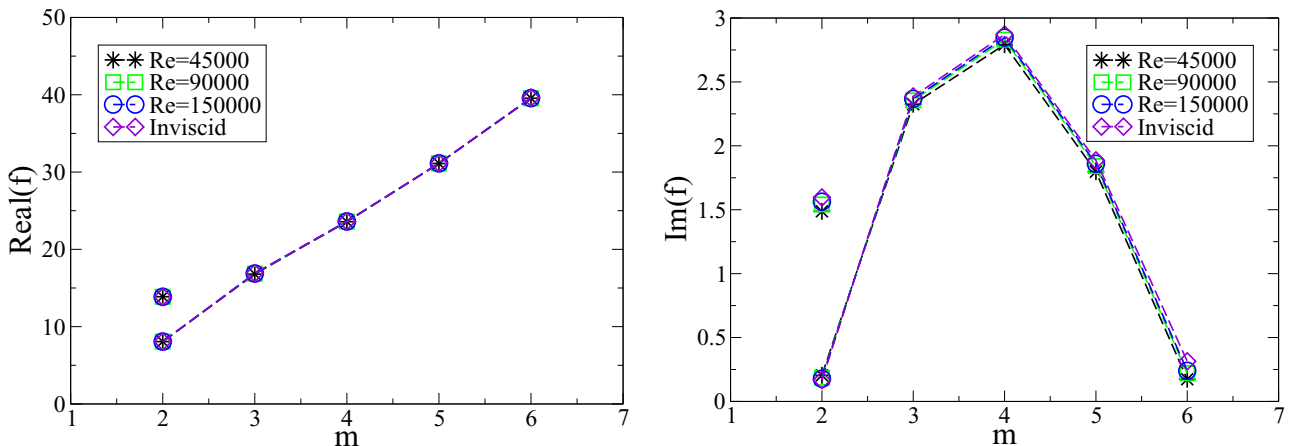 50
40
30
20
10
0
Real(f)
1 2 3 4 5 6 7
m
Re=45000
Re=90000
Re=150000
Inviscid
3
2.5
2
1.5
1
0.5
0
Im(f)
1 2 3 4 5 6 7
m
Re=45000
Re=90000
Re=150000
Inviscid